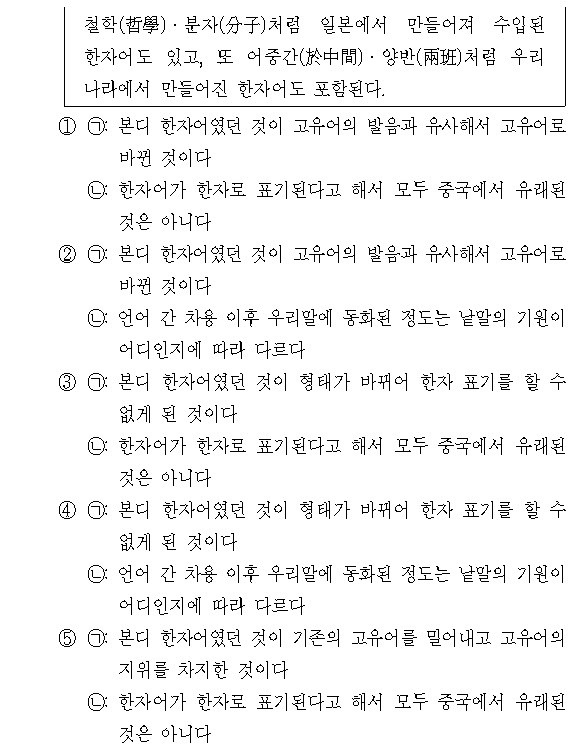 철학(哲學)·분자(分子)처럼 일본에서 만들어져 수입된
한자어도 있고, 또 어중간(於中間)·양반(兩班)처럼 우리
나라에서 만들어진 한자어도 포함된다.
① ㉠: 본디 한자어였던 것이 고유어의 발음과 유사해서 고유어로
바뀐 것이다
㉡: 한자어가 한자로 표기된다고 해서 모두 중국에서 유래된
것은 아니다
② ㉠: 본디 한자어였던 것이 고유어의 발음과 유사해서 고유어로
바뀐 것이다
㉡: 언어 간 차용 이후 우리말에 동화된 정도는 낱말의 기원이
어디인지에 따라 다르다
③ ㉠: 본디 한자어였던 것이 형태가 바뀌어 한자 표기를 할 수
없게 된 것이다
㉡: 한자어가 한자로 표기된다고 해서 모두 중국에서 유래된
것은 아니다
④ ㉠: 본디 한자어였던 것이 형태가 바뀌어 한자 표기를 할 수
없게 된 것이다
㉡: 언어 간 차용 이후 우리말에 동화된 정도는 낱말의 기원이
어디인지에 따라 다르다
⑤ ㉠: 본디 한자어였던 것이 기존의 고유어를 밀어내고 고유어의
지위를 차지한 것이다
㉡: 한자어가 한자로 표기된다고 해서 모두 중국에서 유래된
것은 아니다